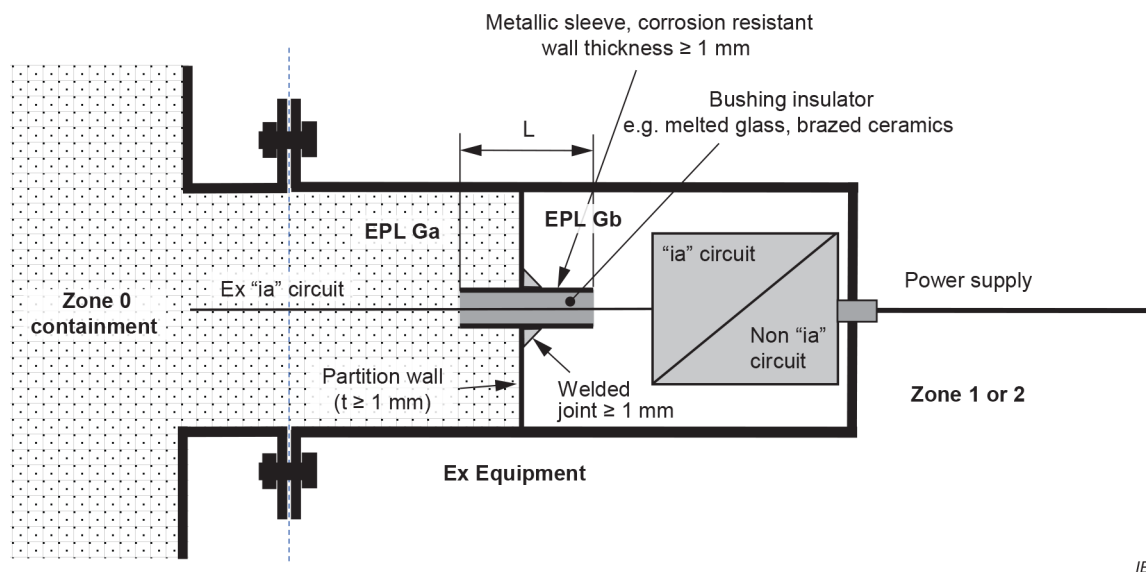 Metallic sleeve, corrosion resistant
wall thickness ≥ 1 mm
Bushing insulator
e.g. melted glass, brazed ceramics
L
EPL Ga
EPL Gb
"ia" circuit
Non "ia"
circuit
Power supply
Ex "ia" circuit
Zone 0
containment
Partition wall
(t ≥ 1 mm)
Welded
joint ≥ 1 mm
Zone 1 or 2
Ex Equipment